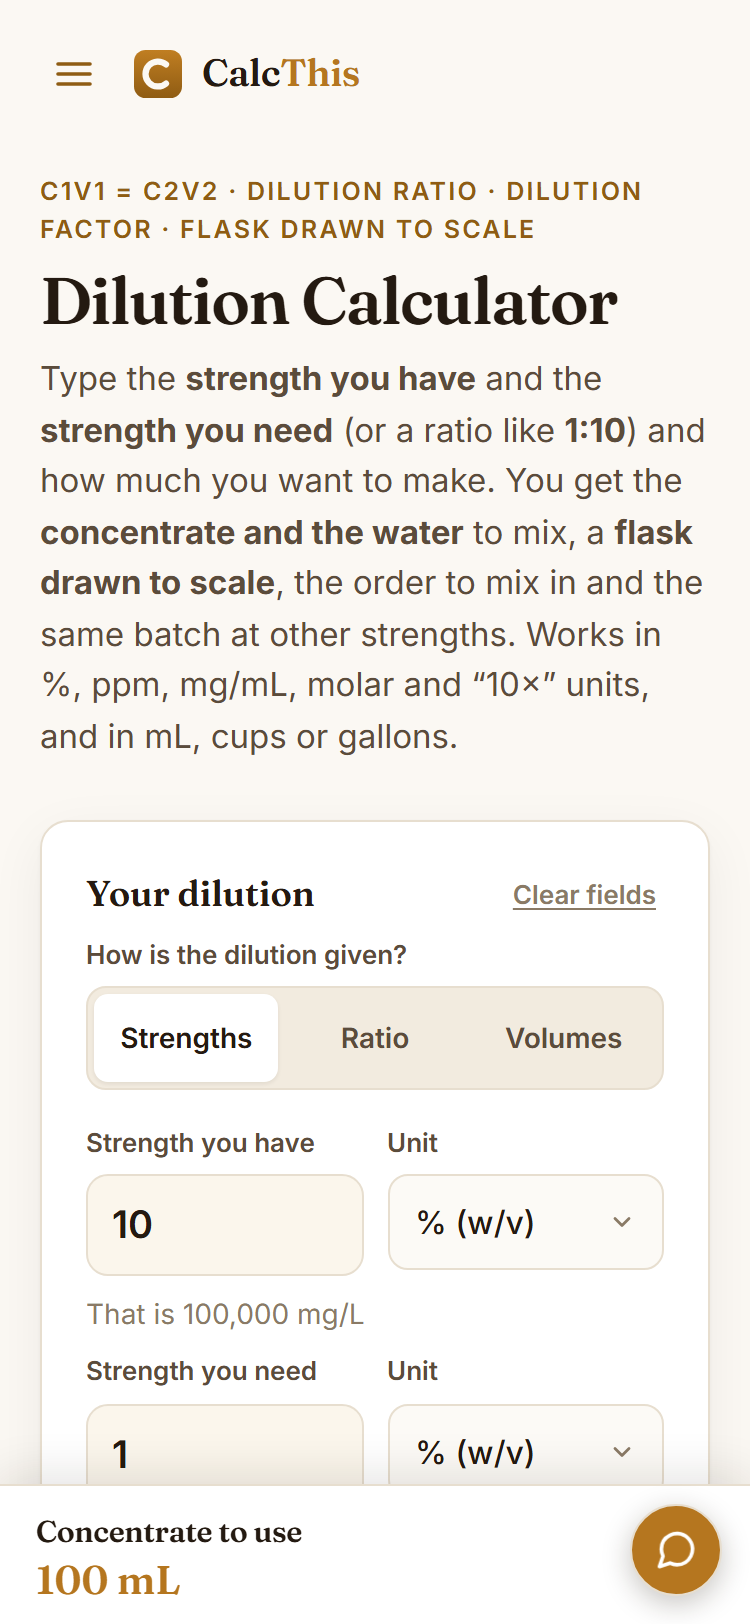 C CalcThis
C1V1 = C2V2 · DILUTION RATIO · DILUTION
FACTOR · FLASK DRAWN TO SCALE
Dilution Calculator
Type the strength you have and the
strength you need (or a ratio like 1:10) and
how much you want to make. You get the
concentrate and the water to mix, a flask
drawn to scale, the order to mix in and the
same batch at other strengths. Works in
%, ppm, mg/mL, molar and “10×” units,
and in mL, cups or gallons.
Your dilution Clear fields
How is the dilution given?
Strengths Ratio Volumes
Strength you have Unit
10 % (w/v)
That is 100,000 mg/L
Strength you need Unit
1 % (w/v)
Concentrate to use
100 mL